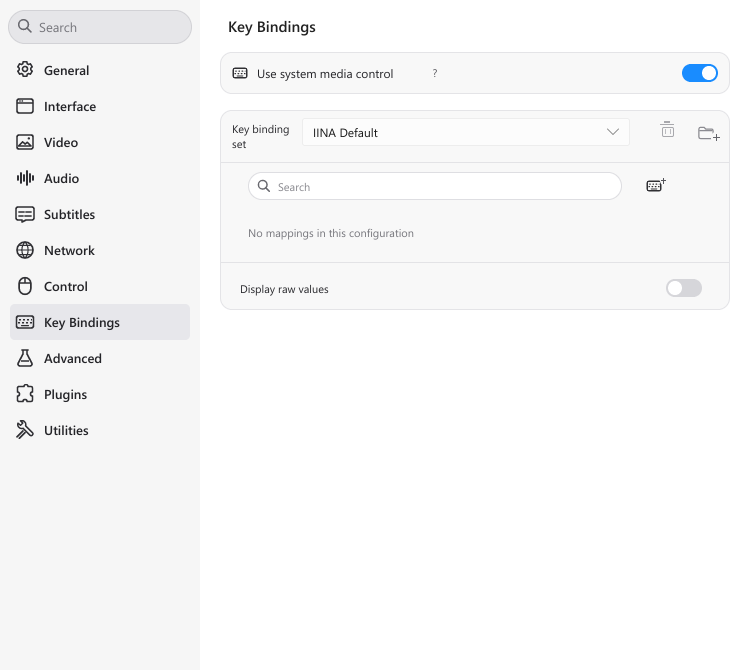 Search
General
Interface
Video
Audio
Subtitles
Network
Control
Key Bindings
Advanced
Plugins
Utilities
Key Bindings
Use system media control ?
Key binding
set
IINA Default
Search
No mappings in this configuration
Display raw values